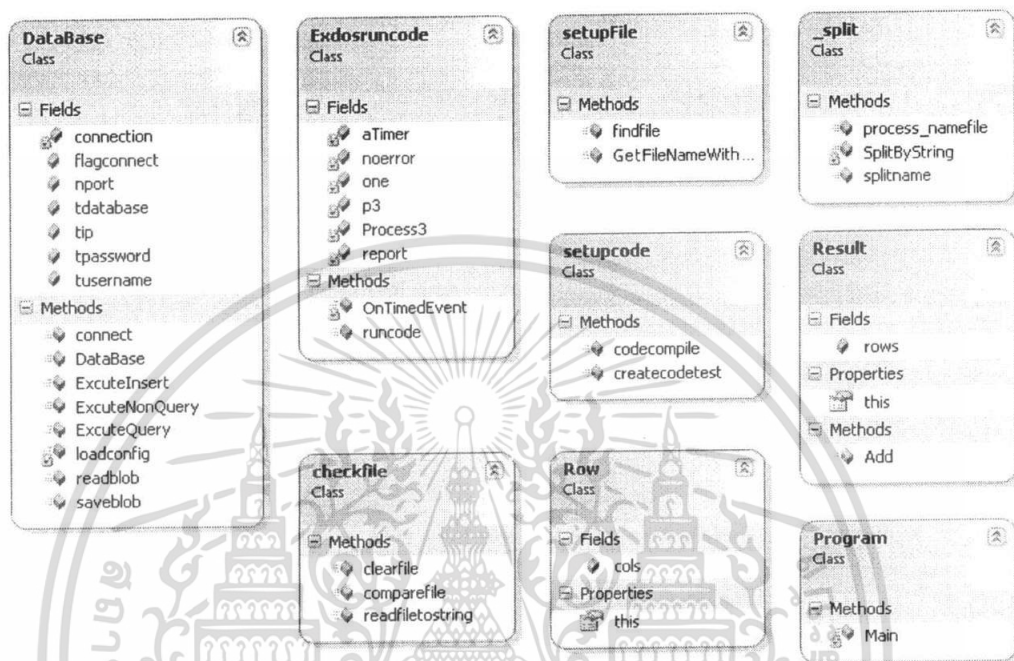 DataBase
Class
Fields
connection
flagconnect
nport
tdatabase
tip
tpassword
tusername
Methods
connect
DataBase
ExcuteInsert
ExcuteNonQuery
ExcuteQuery
loadconfig
readblob
saveblob
Exdosruncode
Class
Fields
aTimer
noerror
one
p3
Process3
report
Methods
OnTimedEvent
runcode
checkfile
Class
Methods
clearfile
comparefile
readfiletostring
setupFile
Class
Methods
findfile
GetFileNameWith...
setupcode
Class
Methods
codecompile
createcodetest
Row
Class
Fields
cols
Properties
this
_split
Class
Methods
process_namefile
SplitByString
splitname
Result
Class
Fields
rows
Properties
this
Methods
Add
Program
Class
Methods
Main